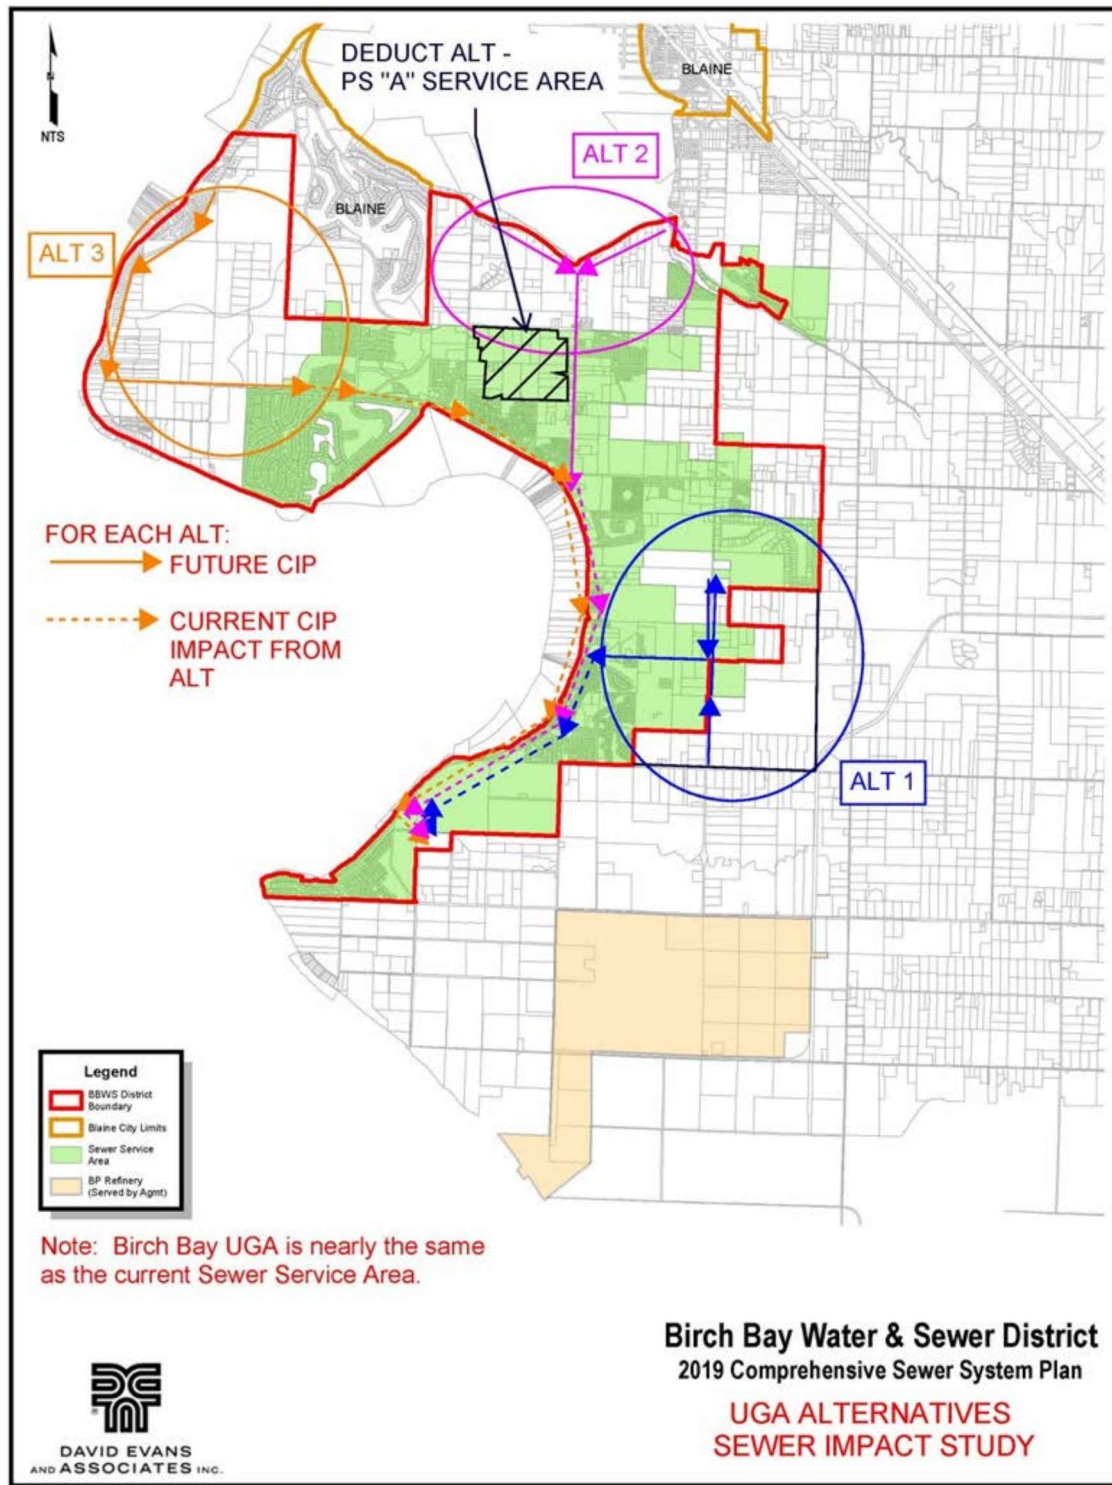 NTS
DEDUCT ALT -
PS "A" SERVICE AREA
BLAINE
ALT 2
BLAINE
ALT 3
FOR EACH ALT:
FUTURE CIP
CURRENT CIP
IMPACT FROM
ALT
ALT 1
Legend
BBWS District
Boundary
Blaine City Limits
Sewer Service
Area
BP Refinery
(Served by Agmt)
Note: Birch Bay UGA is nearly the same
as the current Sewer Service Area.
Birch Bay Water & Sewer District
2019 Comprehensive Sewer System Plan
UGA ALTERNATIVES
SEWER IMPACT STUDY
DAVID EVANS
AND ASSOCIATES INC.